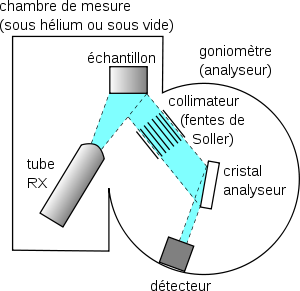 chambre de mesure
(sous hélium ou sous vide)
échantillon
goniomètre
(analyseur)
collimateur
(fentes de
Soller)
tube
RX
cristal
analyseur
détecteur